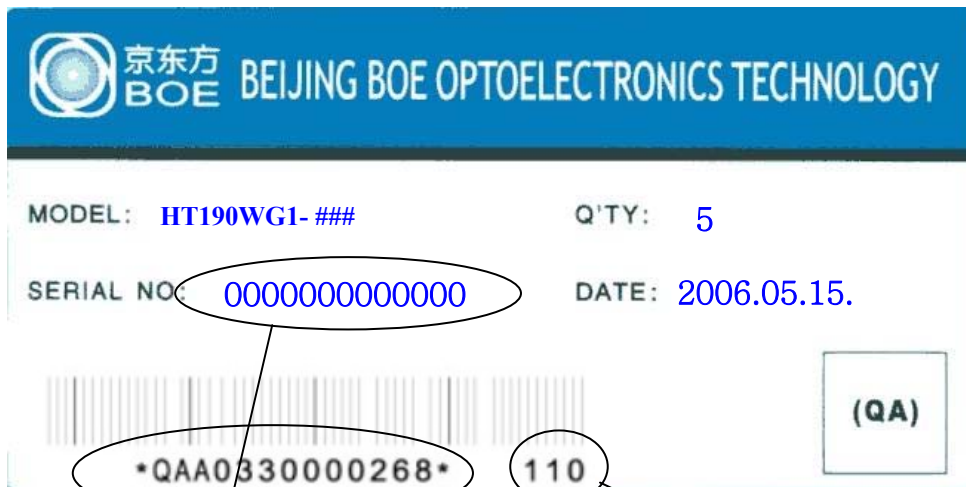 京东方
BOE BEIJING BOE OPTOELECTRONICS TECHNOLOGY
MODEL: HT190WG1- ### Q'TY: 5
SERIAL NO: 0000000000000 DATE: 2006.05.15.
(QA)
*QAA0330000268* 110